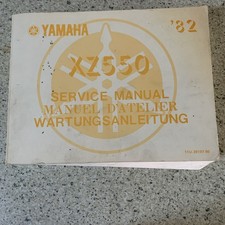 YAMAHA '82
XZ550
SERVICE MANUAL
MANUEL D'ATELIER
WARTUNGSANLEITUNG